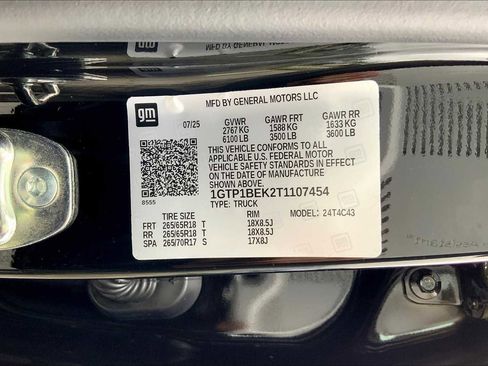 gm
MFD BY GENERAL MOTORS LLC
07/25 GVWR GAWR FRT GAWR RR
2767 KG 1588 KG 1633 KG
6100 LB 3500 LB 3600 LB
THIS VEHICLE CONFORMS TO ALL
APPLICABLE U.S. FEDERAL MOTOR
VEHICLE SAFETY STANDARDS IN EFFECT
ON THE DATE OF MANUFACTURE
SHOWN ABOVE.
8555 1GTP1BEK2T1107454
TYPE: TRUCK MODEL: 24T4C43
TIRE SIZE RIM
FRT 265/65R18 T 18X8.5J
RR 265/65R18 T 18X8.5J
SPA 265/70R17 S 17X8J